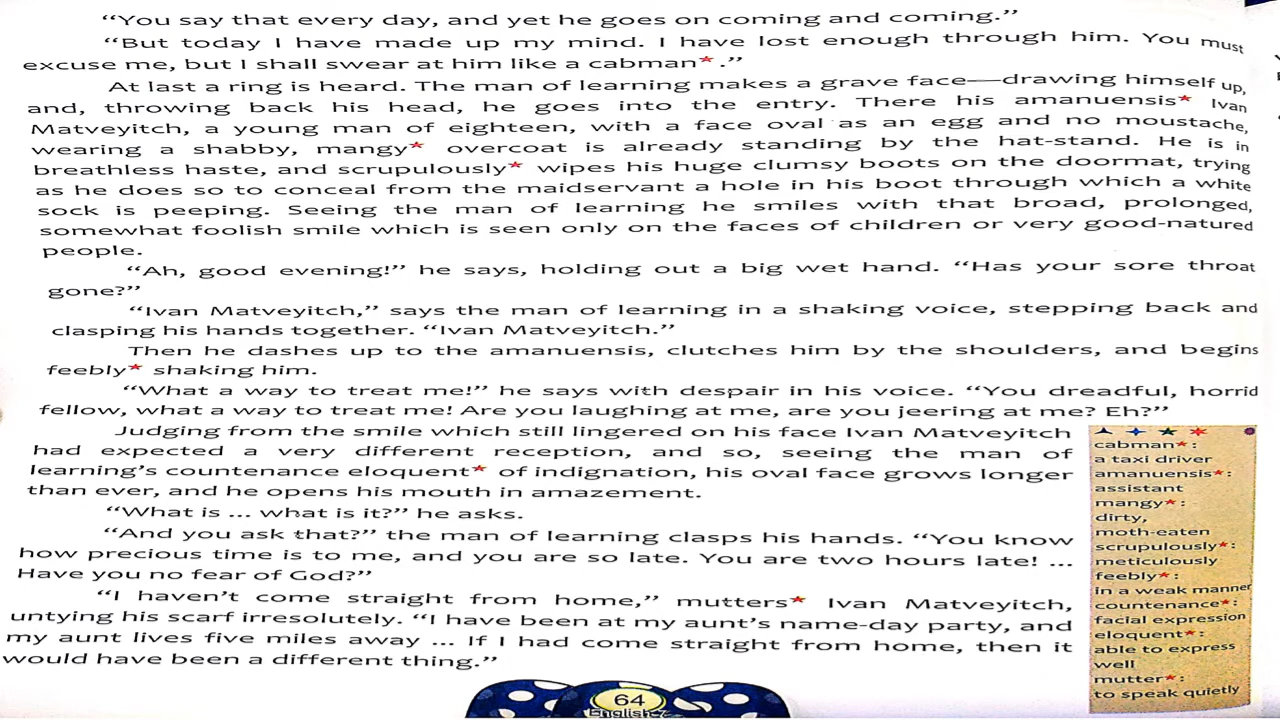 “You say that every day, and yet he goes on coming and coming.”
“But today I have made up my mind. I have lost enough through him. You must
excuse me, but I shall swear at him like a cabman*.”
At last a ring is heard. The man of learning makes a grave face—drawing himself up,
and, throwing back his head, he goes into the entry. There his amanuensis* Ivan
Matveyitch, a young man of eighteen, with a face oval as an egg and no moustache,
wearing a shabby, mangy* overcoat is already standing by the hat-stand. He is in
breathless haste, and scrupulously* wipes his huge clumsy boots on the doormat, trying
as he does so to conceal from the maidservant a hole in his boot through which a white
sock is peeping. Seeing the man of learning he smiles with that broad, prolonged,
somewhat foolish smile which is seen only on the faces of children or very good-natured
people.
“Ah, good evening!” he says, holding out a big wet hand. “Has your sore throat
gone?”
“Ivan Matveyitch,” says the man of learning in a shaking voice, stepping back and
clasping his hands together. “Ivan Matveyitch.”
Then he dashes up to the amanuensis, clutches him by the shoulders, and begins
feebly* shaking him.
“What a way to treat me!” he says with despair in his voice. “You dreadful, horrid
fellow, what a way to treat me! Are you laughing at me, are you jeering at me? Eh?”
Judging from the smile which still lingered on his face Ivan Matveyitch
had expected a very different reception, and so, seeing the man of
learning’s countenance eloquent* of indignation, his oval face grows longer
than ever, and he opens his mouth in amazement.
“What is ... what is it?” he asks.
“And you ask that?” the man of learning clasps his hands. “You know
how precious time is to me, and you are so late. You are two hours late! ...
Have you no fear of God?”
“I haven’t come straight from home,” mutters* Ivan Matveyitch,
untying his scarf irresolutely. “I have been at my aunt’s name-day party, and
my aunt lives five miles away ... If I had come straight from home, then it
would have been a different thing.”
cabman*:
a taxi driver
amanuensis*:
assistant
mangy*:
dirty,
moth-eaten
scrupulously*:
meticulously
feebly*:
in a weak manner
countenance*:
facial expression
eloquent*:
able to express
well
mutter*:
to speak quietly
64
English-7